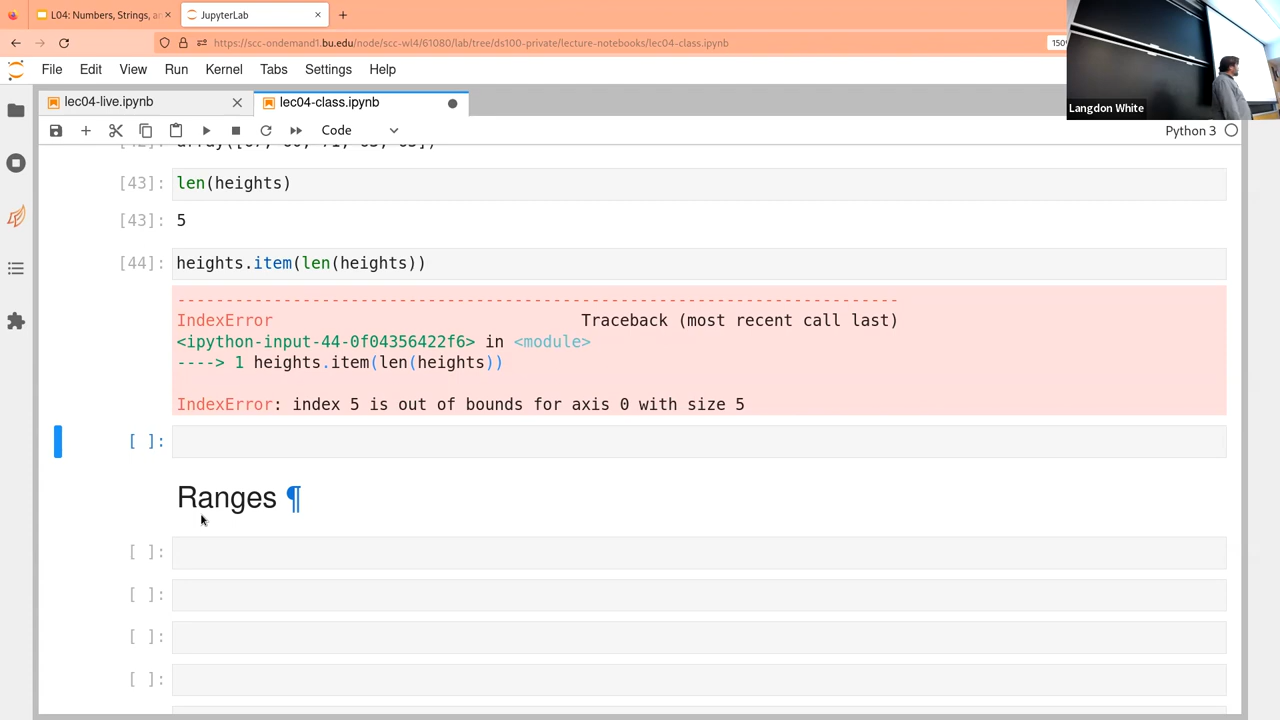 L04: Numbers, Strings, a
JupyterLab
https://scc-ondemand1.bu.edu/node/scc-wl4/61080/lab/tree/ds100-private/lecture-notebooks/lec04-class.ipynb
150
File Edit View Run Kernel Tabs Settings Help
Langdon White
lec04-live.ipynb
lec04-class.ipynb
Code
Python 3
[43]: len(heights)
[43]: 5
[44]: heights.item(len(heights))
---------------------------------------------------------------------------
IndexError Traceback (most recent call last)
<ipython-input-44-0f04356422f6> in <module>
----> 1 heights.item(len(heights))
IndexError: index 5 is out of bounds for axis 0 with size 5
[ ]:
Ranges ¶
[ ]:
[ ]:
[ ]:
[ ]: